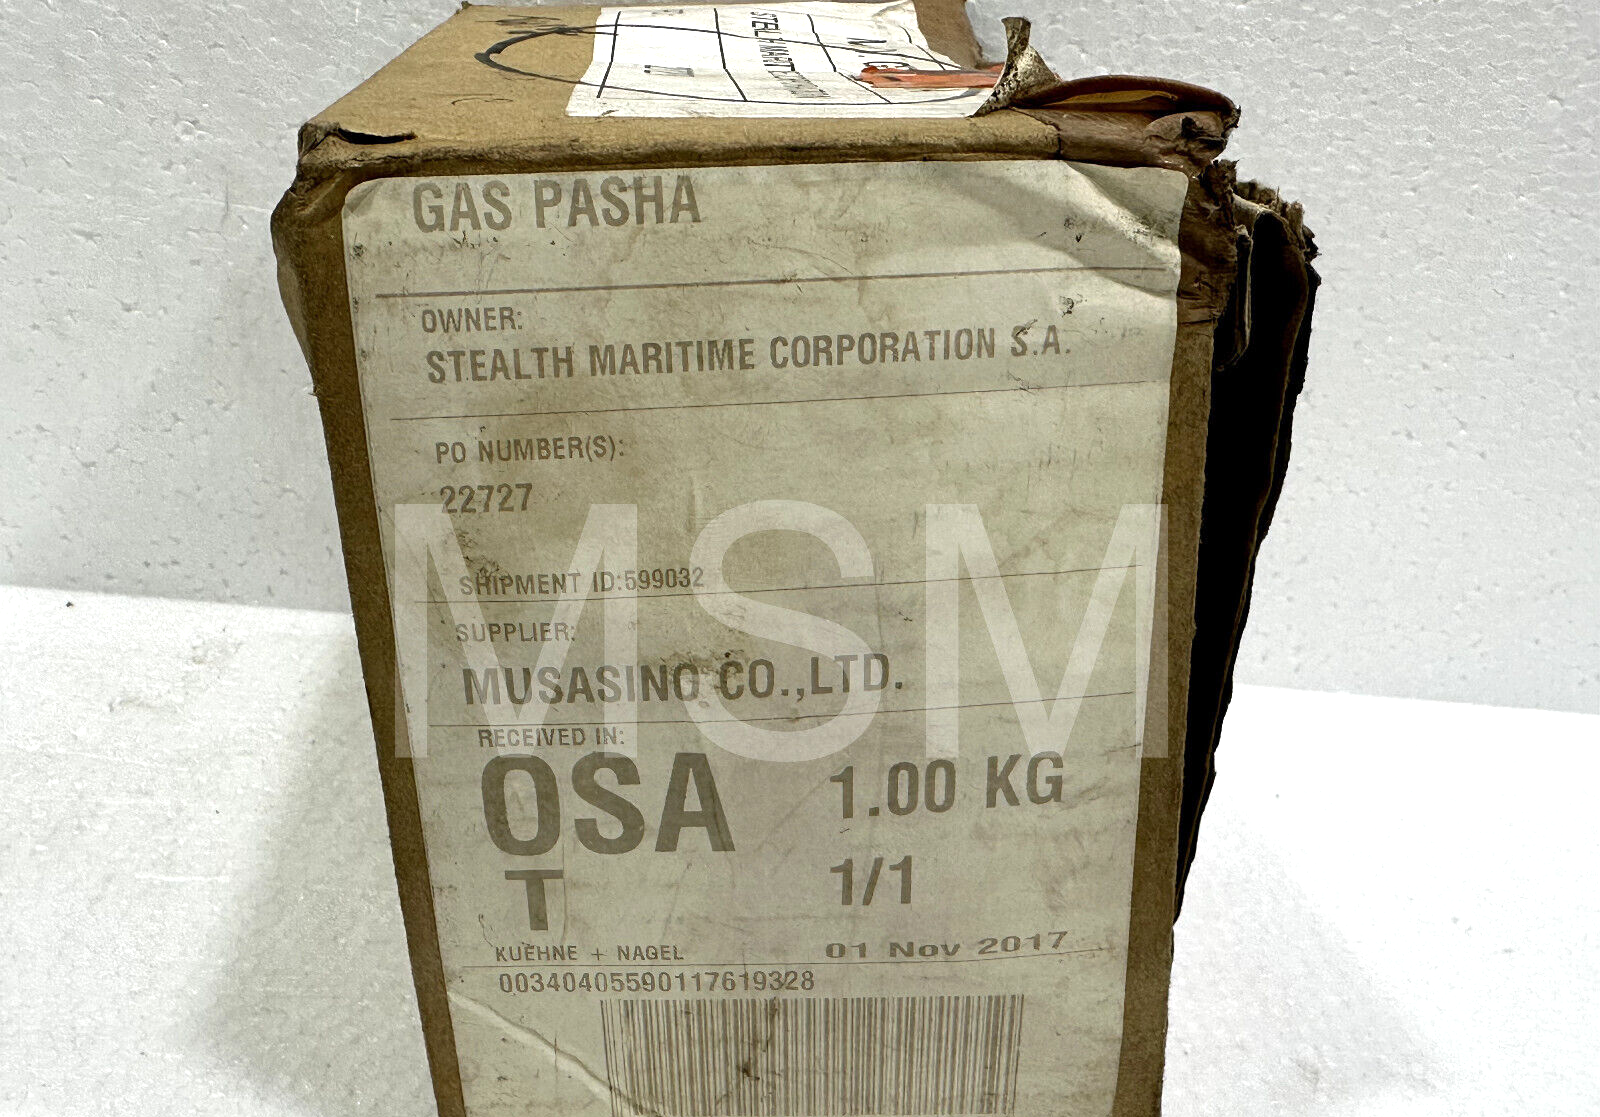 GAS PASHA
OWNER:
STEALTH MARITIME CORPORATION S.A.
PO NUMBER(S):
22727
SHIPMENT ID:599032
SUPPLIER:
MUSASINO CO.,LTD.
RECEIVED IN:
OSA 1.00 KG
T 1/1
KUEHNE + NAGEL 01 Nov 2017
00340405590117619328
MSM